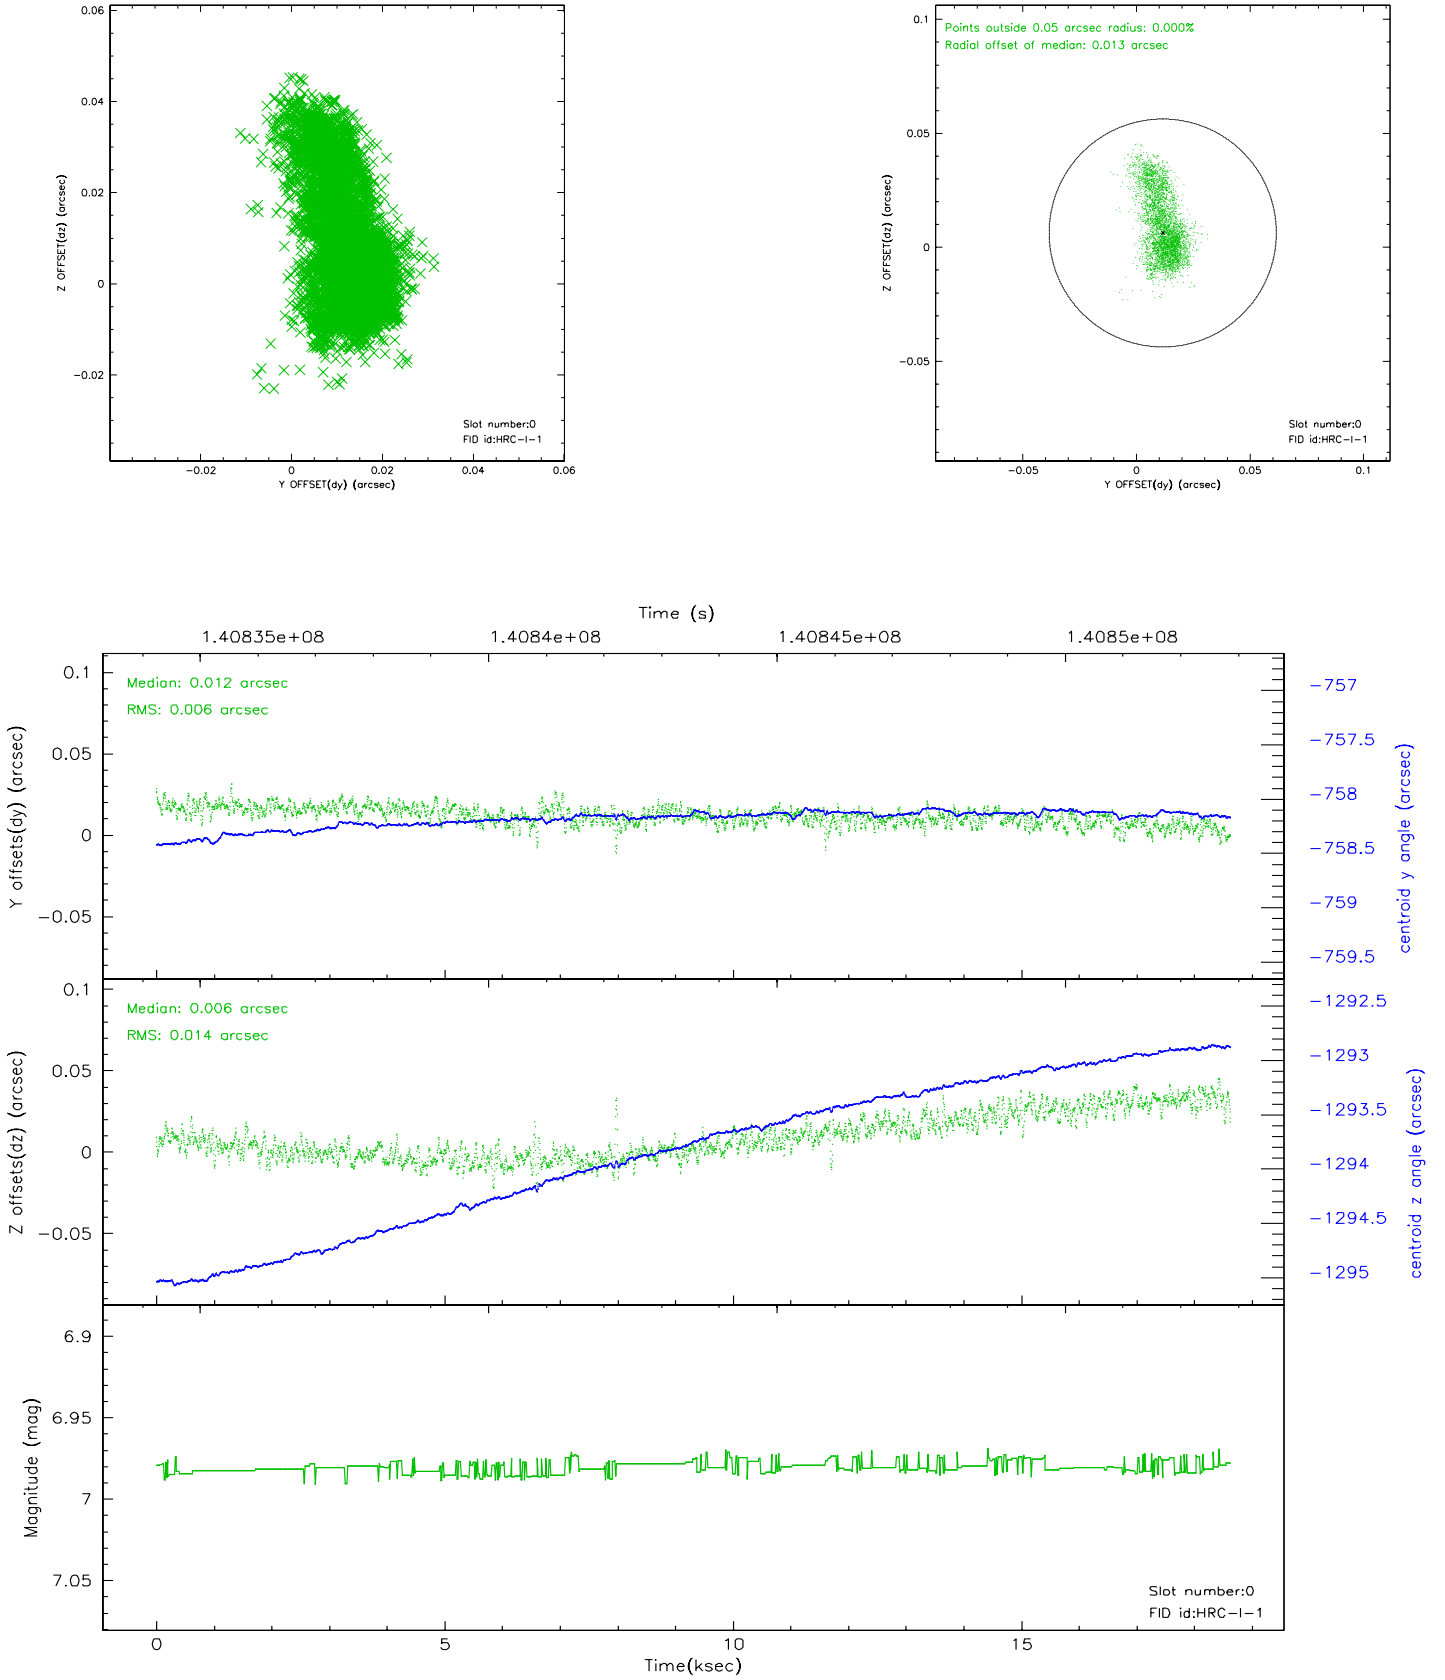 0.06
0.04
0.02
0
−0.02
Z OFFSET(dz) (arcsec)
Slot number:0
FID id:HRC−I−1
−0.02 0 0.02 0.04 0.06
Y OFFSET(dy) (arcsec)
Points outside 0.05 arcsec radius: 0.000%
Radial offset of median: 0.013 arcsec
0.1
0.05
0
−0.05
Z OFFSET(dz) (arcsec)
Slot number:0
FID id:HRC−I−1
−0.05 0 0.05 0.1
Y OFFSET(dy) (arcsec)
Time (s)
1.40835e+08 1.4084e+08 1.40845e+08 1.4085e+08
Median: 0.012 arcsec
RMS: 0.006 arcsec
0.1
0.05
0
−0.05
Y offsets(dy) (arcsec)
−757
−757.5
−758
−758.5
−759
−759.5
centroid y angle (arcsec)
Median: 0.006 arcsec
RMS: 0.014 arcsec
0.1
0.05
0
−0.05
Z offsets(dz) (arcsec)
−1292.5
−1293
−1293.5
−1294
−1294.5
−1295
centroid z angle (arcsec)
6.9
6.95
7
7.05
Magnitude (mag)
Slot number:0
FID id:HRC−I−1
0 5 10 15
Time(ksec)